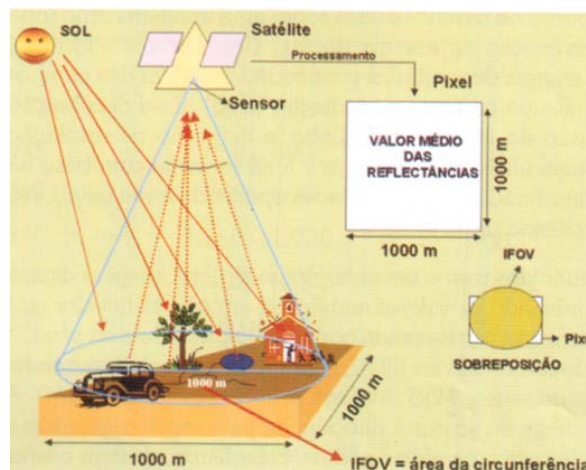 SOL
Satélite
Processamento
Pixel
Sensor
VALOR MÉDIO
DAS
REFLECTÂNCIAS
1000 m
1000 m
IFOV
Pixel
SOBREPOSIÇÃO
1000 m
1000 m
1000 m
IFOV = área da circunferência